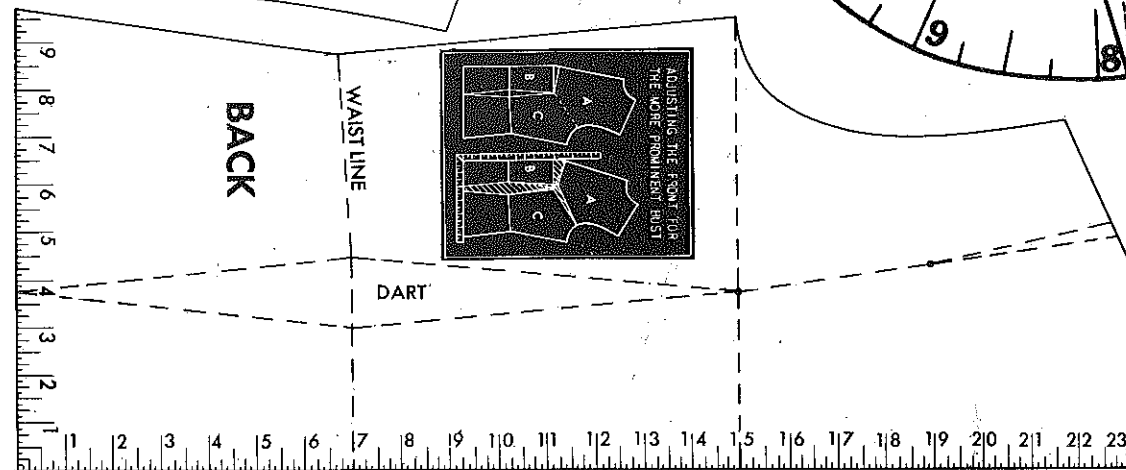 9
8
9
8
7
6
5
4
3
2
1
BACK
WAIST LINE
DART
ADJUSTING THE FRONT FOR
THE MORE PROMINENT BUST
A
B
C
A
B
C
1 2 3 4 5 6 7 8 9 10 11 12 13 14 15 16 17 18 19 20 21 22 23